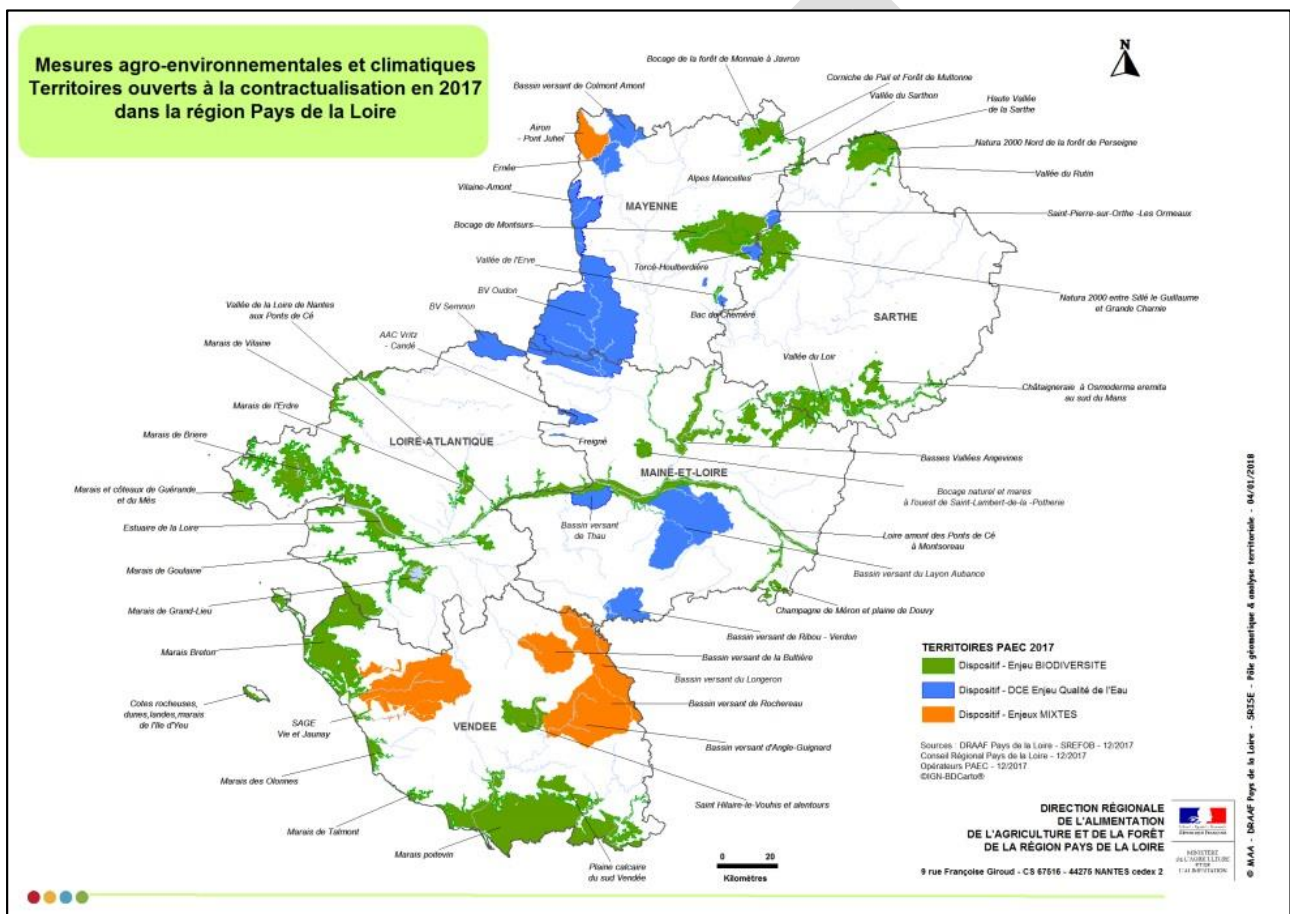 Mesures agro-environnementales et climatiques
Territoires ouverts à la contractualisation en 2017
dans la région Pays de la Loire
N
Bocage de la forêt de Monnaie à Javron
Bassin versant de Colmont Amont
Corniche de Pail et Forêt de Multonne
Vallée du Sarthon
Haute Vallée
de la Sarthe
Airon
- Pont Juhel
Natura 2000 Nord de la forêt de Perseigne
Ernée
Alpes Mancelles
Vallée du Rutin
Vilaine-Amont
MAYENNE
Saint-Pierre-sur-Orthe -Les Ormeaux
Bocage de Montsurs
Torcé-Houlberdière
Vallée de l'Erve
BV Oudon
Bac de Cheméré
Natura 2000 entre Sillé le Guillaume
et Grande Charnie
Vallée de la Loire de Nantes
aux Ponts de Cé
BV Semnon
SARTHE
AAC Vritz
- Candé
Marais de Vilaine
Vallée du Loir
Châtaigneraie à Osmoderma eremita
au sud du Mans
Marais de l'Erdre
Marais de Briere
LOIRE-ATLANTIQUE
Freigné
Basses Vallées Angevines
MAINE-ET-LOIRE
Marais et côteaux de Guérande
et du Més
Bocage naturel et mares
à l'ouest de Saint-Lambert-de-la -Potherie
Estuaire de la Loire
Bassin versant
de Thau
Loire amont des Ponts de Cé
à Montsoreau
Marais de Goulaine
Bassin versant du Layon Aubance
Marais de Grand-Lieu
Champagne de Méron et plaine de Douvy
Bassin versant de Ribou - Verdon
Marais Breton
Bassin versant de la Bultière
Bassin versant du Longeron
Cotes rocheuses,
dunes,landes,marais
de l'Ile d'Yeu
Bassin versant de Rochereau
SAGE
Vie et Jaunay
VENDEE
Bassin versant d'Angle-Guignard
Marais des Olonnes
Saint Hilaire-le-Vouhis et alentours
Marais de Talmont
Marais poitevin
Plaine calcaire
du sud Vendée
0 20
Kilomètres
TERRITOIRES PAEC 2017
Dispositif - Enjeu BIODIVERSITE
Dispositif - DCE Enjeu Qualité de l'Eau
Dispositif - Enjeux MIXTES
Sources : DRAAF Pays de la Loire - SREFOB - 12/2017
Conseil Régional Pays de la Loire - 12/2017
Opérateurs PAEC - 12/2017
©IGN-BDCarto®
DIRECTION RÉGIONALE
DE L'ALIMENTATION
DE L'AGRICULTURE ET DE LA FORÊT
DE LA RÉGION PAYS DE LA LOIRE
9 rue Françoise Giroud - CS 67516 - 44275 NANTES cedex 2
MINISTÈRE
DE L'AGRICULTURE
ET DE
L'ALIMENTATION
© MAA - DRAAF Pays de la Loire - SRISE - Pôle géomatique & analyse territoriale - 04/01/2018